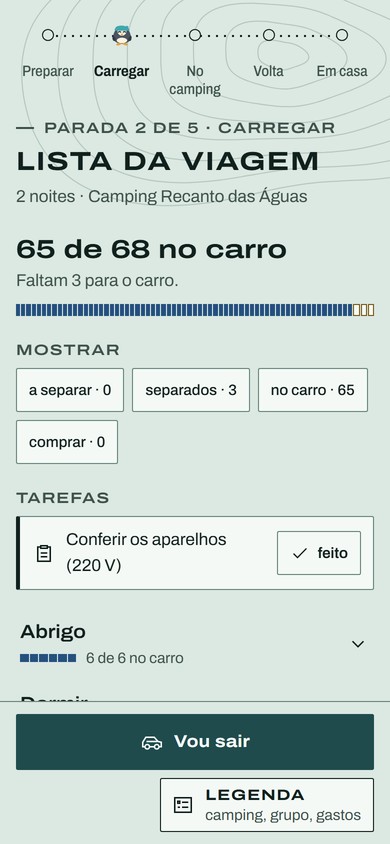 Preparar
Carregar
No
camping
Volta
Em casa
PARADA 2 DE 5 · CARREGAR
LISTA DA VIAGEM
2 noites · Camping Recanto das Águas
65 de 68 no carro
Faltam 3 para o carro.
MOSTRAR
a separar · 0
separados · 3
no carro · 65
comprar · 0
TAREFAS
Conferir os aparelhos
(220 V)
feito
Abrigo
6 de 6 no carro
Dormir
Vou sair
LEGENDA
camping, grupo, gastos